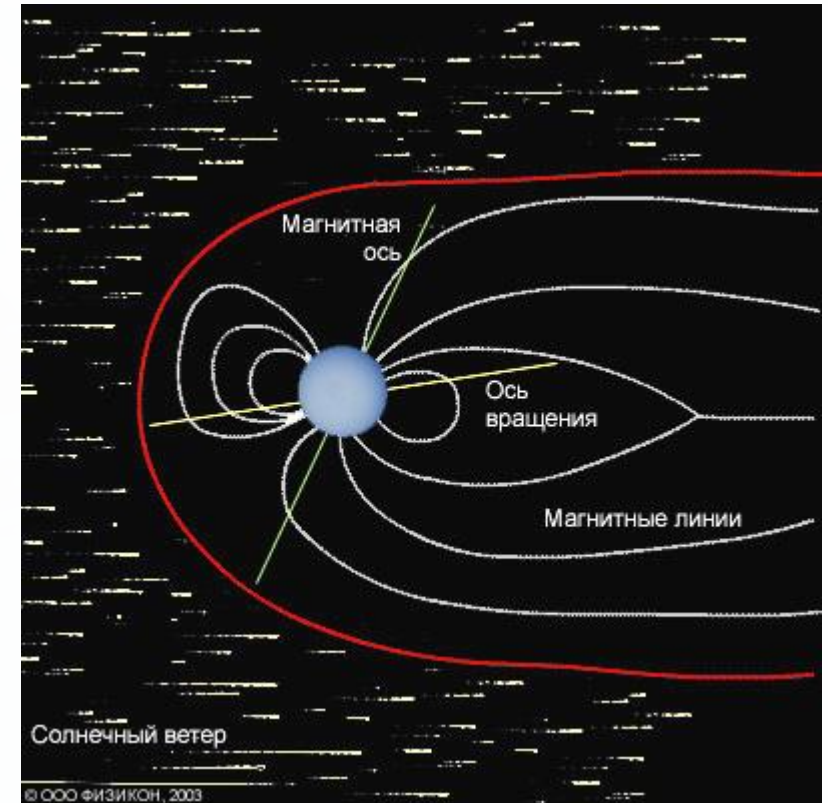 Магнитная
ось
Ось
вращения
Магнитные линии
Солнечный ветер
© ООО ФИЗИКОН, 2003